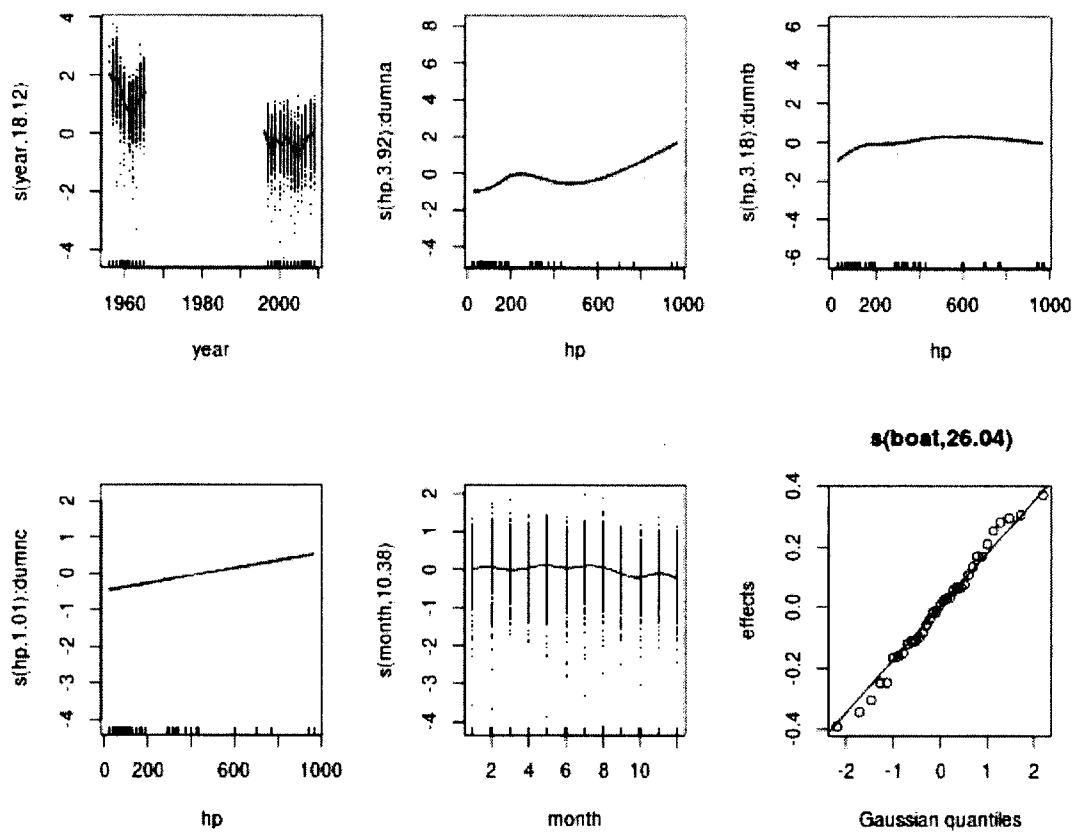 s(year,18.12)
4
2
0
-2
-4
1960 1980 2000
year
s(hp,3.92):dumna
8
6
4
2
0
-2
-4
0 200 600 1000
hp
s(hp,3.18):dumnb
6
4
2
0
-2
-4
-6
0 200 600 1000
hp
s(hp,1.01):dumnc
2
1
0
-1
-2
-3
-4
0 200 600 1000
hp
s(month,10.38)
2
1
0
-1
-2
-3
-4
2 4 6 8 10
month
s(boat,26.04)
effects
0.4
0.2
0.0
-0.2
-0.4
-2 -1 0 1 2
Gaussian quantiles